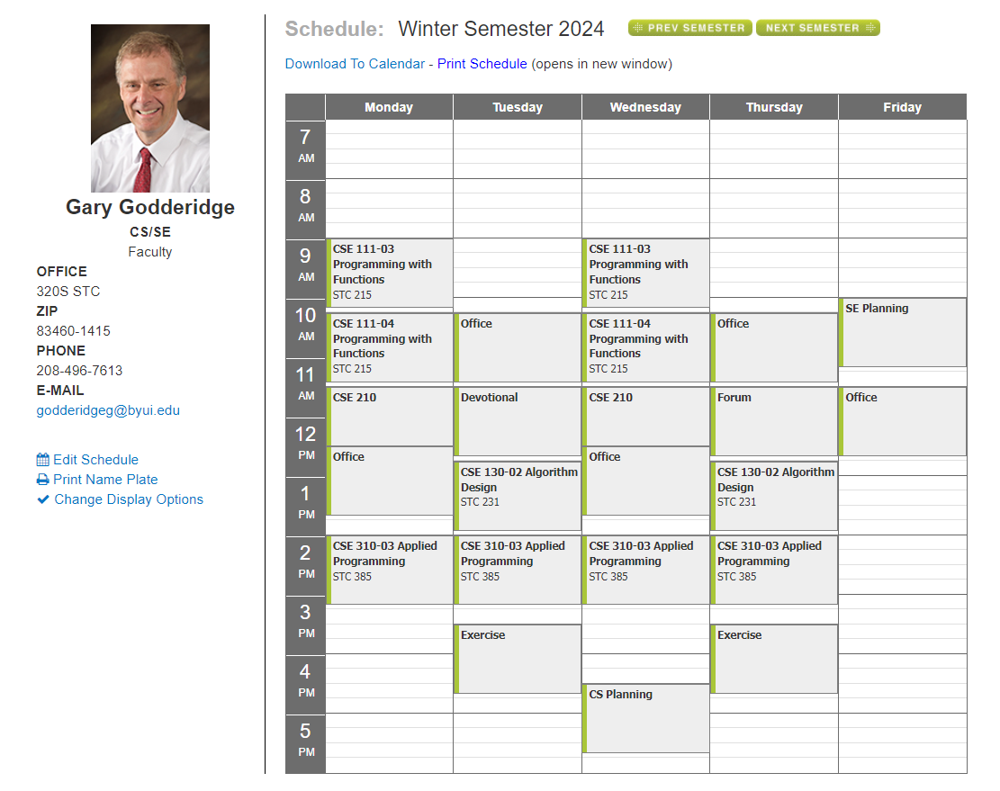 Schedule: Winter Semester 2024 PREV SEMESTER NEXT SEMESTER
Download To Calendar - Print Schedule (opens in new window)
Gary Godderidge
CS/SE
Faculty
OFFICE
320S STC
ZIP
83460-1415
PHONE
208-496-7613
E-MAIL
godderidgeg@byui.edu
Edit Schedule
Print Name Plate
Change Display Options
Monday Tuesday Wednesday Thursday Friday
7
AM
8
AM
9
AM
10
AM
11
AM
12
PM
1
PM
2
PM
3
PM
4
PM
5
PM
CSE 111-03
Programming with
Functions
STC 215
CSE 111-04
Programming with
Functions
STC 215
CSE 210
Office
CSE 310-03 Applied
Programming
STC 385
Office
Devotional
CSE 130-02 Algorithm
Design
STC 231
CSE 310-03 Applied
Programming
STC 385
Exercise
CSE 111-03
Programming with
Functions
STC 215
CSE 111-04
Programming with
Functions
STC 215
CSE 210
Office
CSE 310-03 Applied
Programming
STC 385
CS Planning
Office
Forum
CSE 130-02 Algorithm
Design
STC 231
CSE 310-03 Applied
Programming
STC 385
Exercise
SE Planning
Office